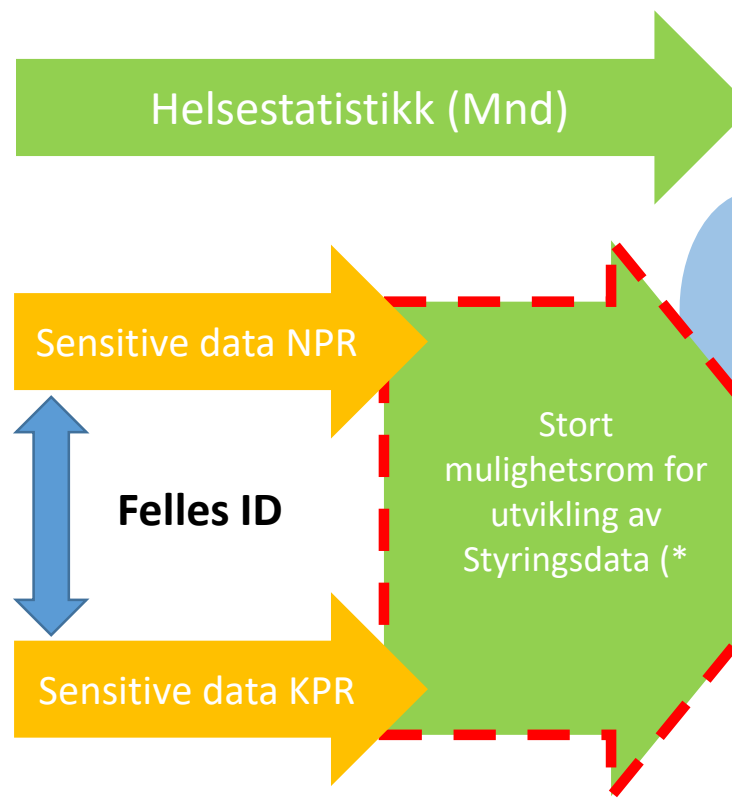 Helsestatistikk (Mnd)
Sensitive data NPR
Felles ID
Stort
mulighetsrom for
utvikling av
Styringsdata (*
Sensitive data KPR